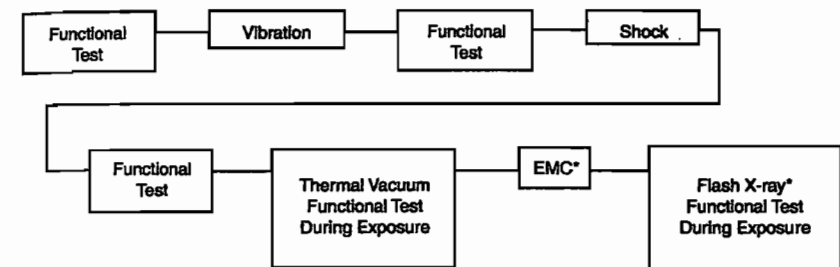 Functional
Test
Vibration
Functional
Test
Shock
Functional
Test
Thermal Vacuum
Functional Test
During Exposure
EMC*
Flash X-ray*
Functional Test
During Exposure